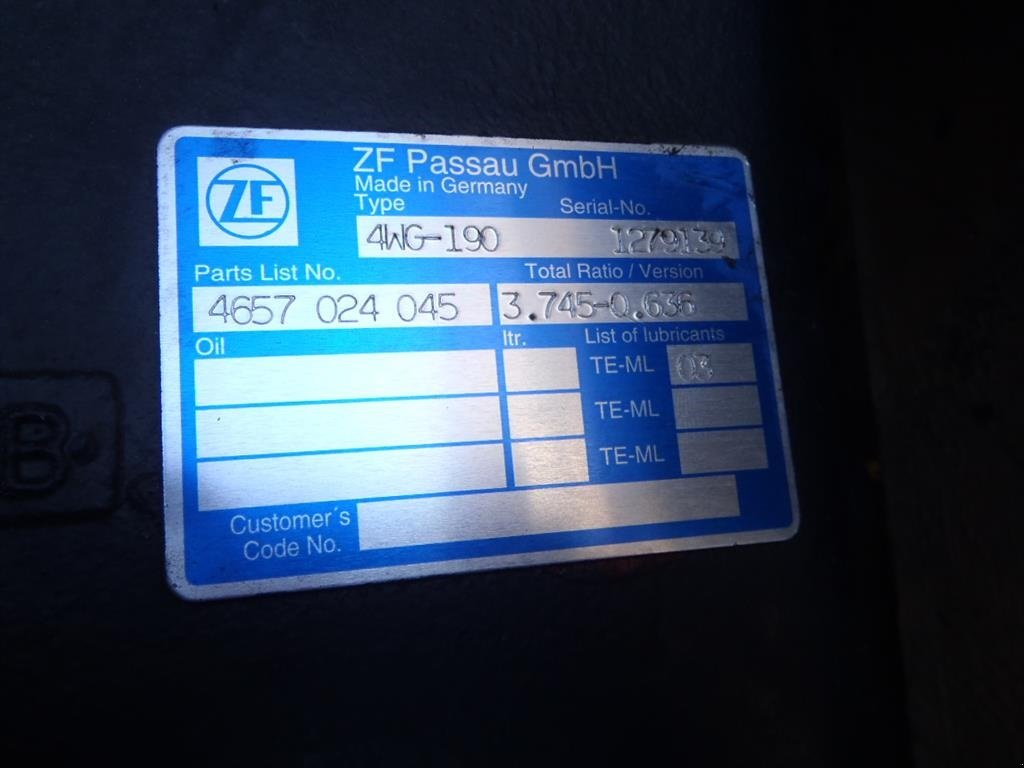 ZF
ZF Passau GmbH
Made in Germany
Type Serial-No.
4WG-190 1279139
Parts List No. Total Ratio / Version
4657 024 045 3.745-0.636
Oil ltr. List of lubricants
TE-ML 03
TE-ML
TE-ML
Customer´s
Code No.
B